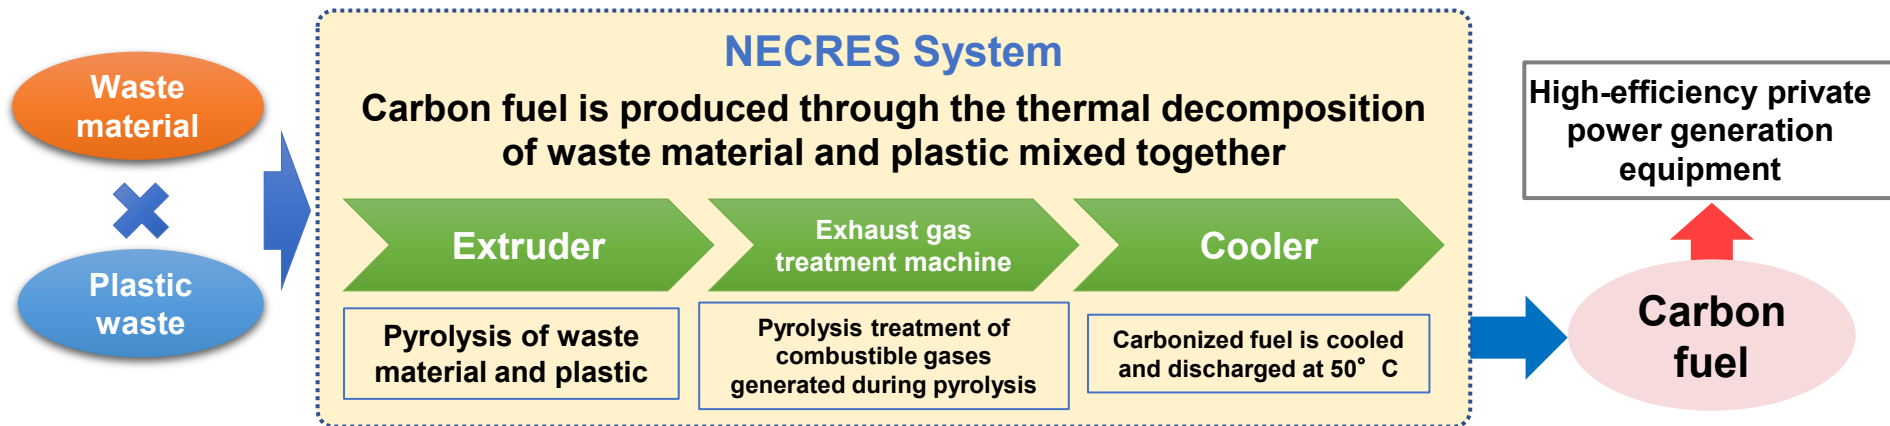 Waste
material
Plastic
waste
NECRES System
Carbon fuel is produced through the thermal decomposition
of waste material and plastic mixed together
Extruder
Pyrolysis of waste
material and plastic
Exhaust gas
treatment machine
Pyrolysis treatment of
combustible gases
generated during pyrolysis
Cooler
Carbonized fuel is cooled
and discharged at 50° C
High-efficiency private
power generation
equipment
Carbon
fuel